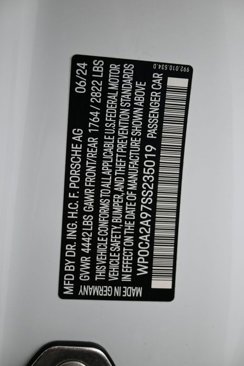 992.010.534.0
MFD BY DR. ING. H.C. F. PORSCHE AG 06/24
GVWR 4442 LBS GAWR FRONT/REAR 1764/2822 LBS
THIS VEHICLE CONFORMS TO ALL APPLICABLE U.S. FEDERAL MOTOR
VEHICLE SAFETY, BUMPER, AND THEFT PREVENTION STANDARDS
IN EFFECT ON THE DATE OF MANUFACTURE SHOWN ABOVE
WP0CA2A97SS235019 PASSENGER CAR
MADE IN GERMANY